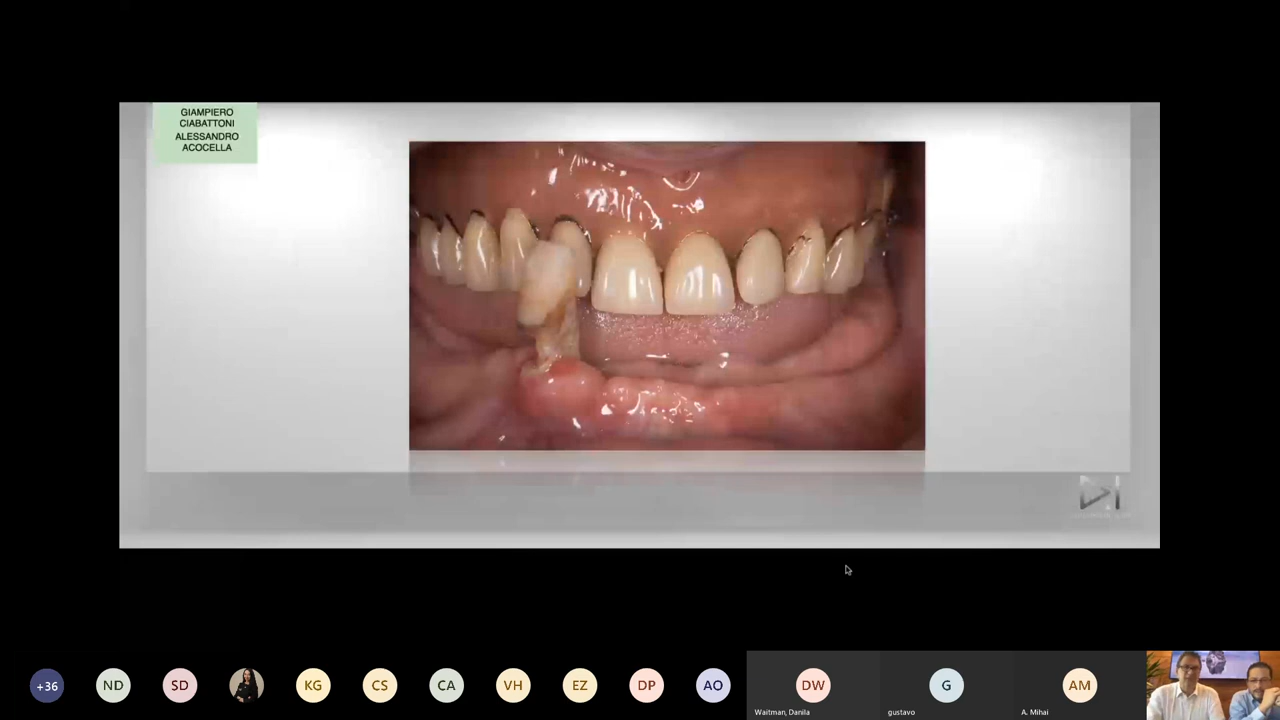 GIAMPIERO
CIABATTONI
ALESSANDRO
ACOCELLA
+36
ND
SD
KG
CS
CA
VH
EZ
DP
AO
DW
Waitman, Danila
G
gustavo
AM
A. Mihai